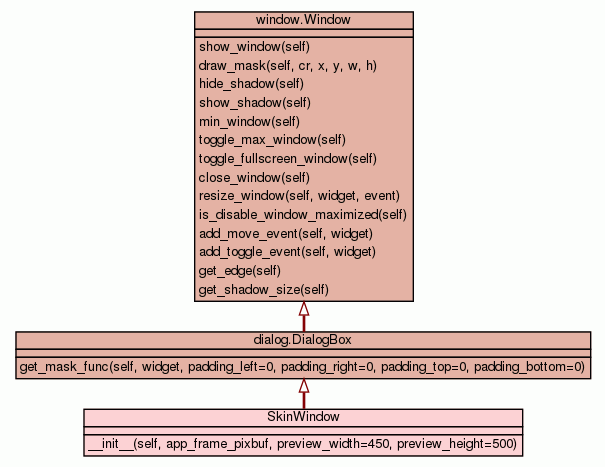 window.Window
show_window(self)
draw_mask(self, cr, x, y, w, h)
hide_shadow(self)
show_shadow(self)
min_window(self)
toggle_max_window(self)
toggle_fullscreen_window(self)
close_window(self)
resize_window(self, widget, event)
is_disable_window_maximized(self)
add_move_event(self, widget)
add_toggle_event(self, widget)
get_edge(self)
get_shadow_size(self)
dialog.DialogBox
get_mask_func(self, widget, padding_left=0, padding_right=0, padding_top=0, padding_bottom=0)
SkinWindow
__init__(self, app_frame_pixbuf, preview_width=450, preview_height=500)